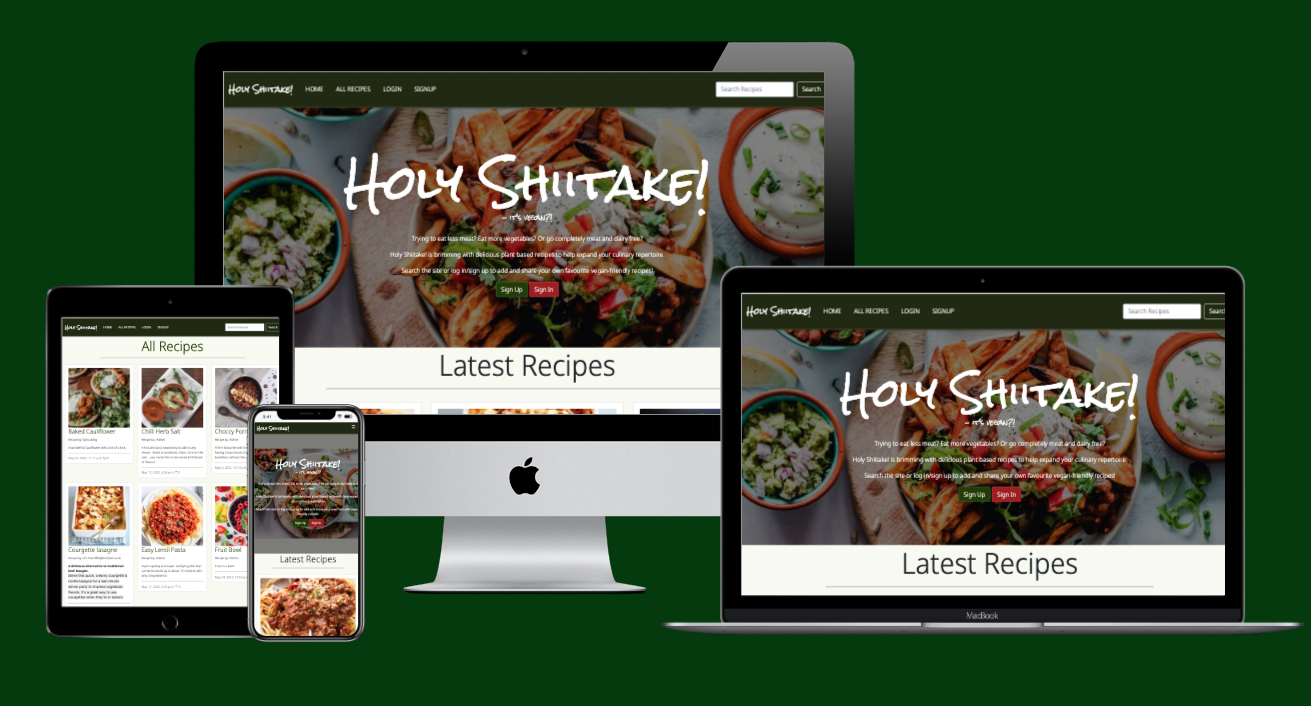 Holy Shiitake! HOME ALL RECIPES LOGIN SIGNUP Search Recipes Search
Holy Shiitake!
- it's vegan?!
Trying to eat less meat? Eat more vegetables? Or go completely meat and dairy free?
Holy Shiitake! is brimming with delicious plant based recipes to help expand your culinary repertoire.
Search the site or log in/sign up to add and share your own favourite vegan-friendly recipes!
Sign Up Sign In
Latest Recipes
Holy Shiitake! HOME ALL RECIPES LOGIN SIGNUP Search Recipes
All Recipes
Baked Cauliflower Chilli Herb Salt Choccy
Recipe by: Admin
Courgette lasagne Easy Lentil Pasta Fruit Bowl
Recipe by: Admin
Holy Shiitake!
Holy Shiitake!
- it's vegan?!
Sign Up Sign In
Latest Recipes
Holy Shiitake! HOME ALL RECIPES LOGIN SIGNUP Search Recipes
Holy Shiitake!
- it's vegan?!
Trying to eat less meat? Eat more vegetables? Or go completely meat and dairy free?
Holy Shiitake! is brimming with delicious plant based recipes to help expand your culinary repertoire.
Search the site or log in/sign up to add and share your own favourite vegan-friendly recipes!
Sign Up Sign In
Latest Recipes
MacBook